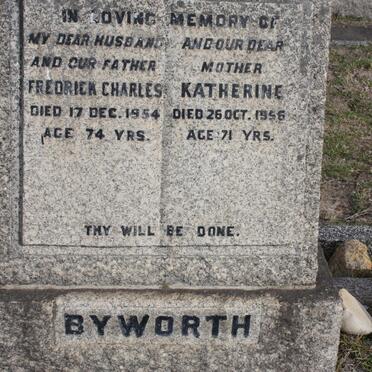 IN LOVING MEMORY OF
MY DEAR HUSBAND AND OUR DEAR
AND OUR FATHER MOTHER
FREDRICK CHARLES KATHERINE
DIED 17 DEC. 1954 DIED 26 OCT. 1956
AGE 74 YRS. AGE 71 YRS.
THY WILL BE DONE.
BYWORTH